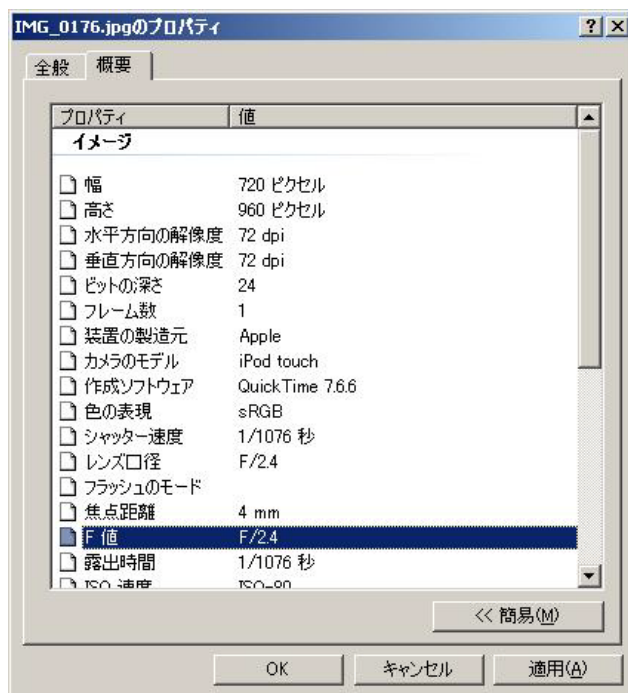 IMG_0176.jpgのプロパティ
全般 概要
プロパティ 値
イメージ
幅 720 ピクセル
高さ 960 ピクセル
水平方向の解像度 72 dpi
垂直方向の解像度 72 dpi
ビットの深さ 24
フレーム数 1
装置の製造元 Apple
カメラのモデル iPod touch
作成ソフトウェア QuickTime 7.6.6
色の表現 sRGB
シャッター速度 1/1076 秒
レンズ口径 F/2.4
フラッシュのモード
焦点距離 4 mm
F 値 F/2.4
露出時間 1/1076 秒
ISO 速度 ISO-80
<< 簡易(M)
OK キャンセル 適用(A)